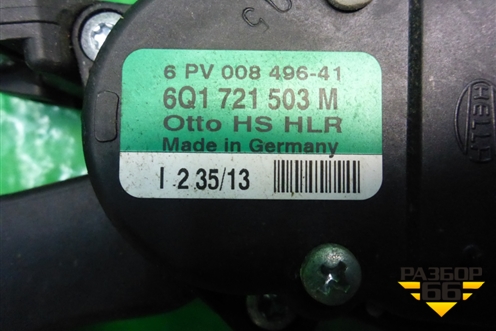 6 PV 008 496-41
6Q1 721 503 M
Otto HS HLR
Made in Germany
I 2 35/13
HELLA
РАЗБОР
66